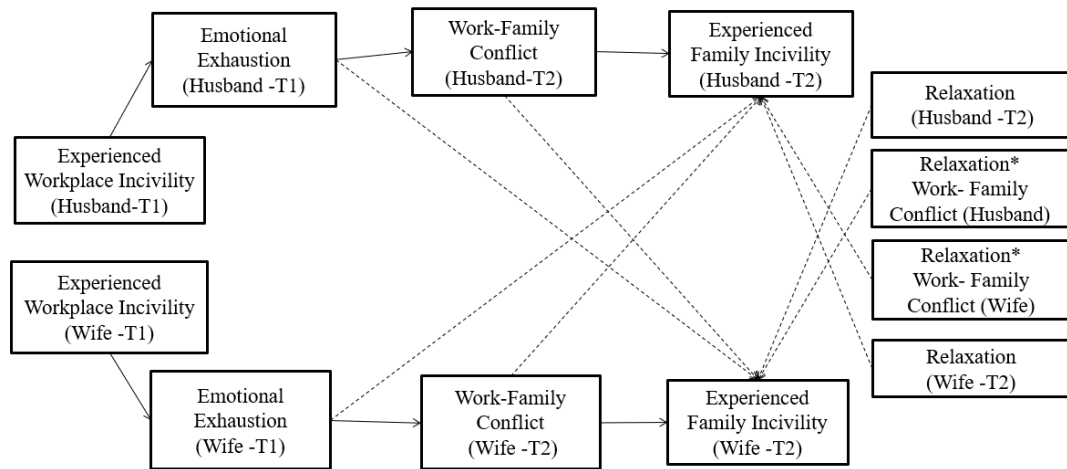 Emotional
Exhaustion
(Husband -T1)
Work-Family
Conflict
(Husband-T2)
Experienced
Family Incivility
(Husband -T2)
Relaxation
(Husband -T2)
Experienced
Workplace Incivility
(Husband-T1)
Relaxation*
Work- Family
Conflict (Husband)
Relaxation*
Work- Family
Conflict (Wife)
Experienced
Workplace Incivility
(Wife -T1)
Relaxation
(Wife -T2)
Emotional
Exhaustion
(Wife -T1)
Work-Family
Conflict
(Wife -T2)
Experienced
Family Incivility
(Wife -T2)